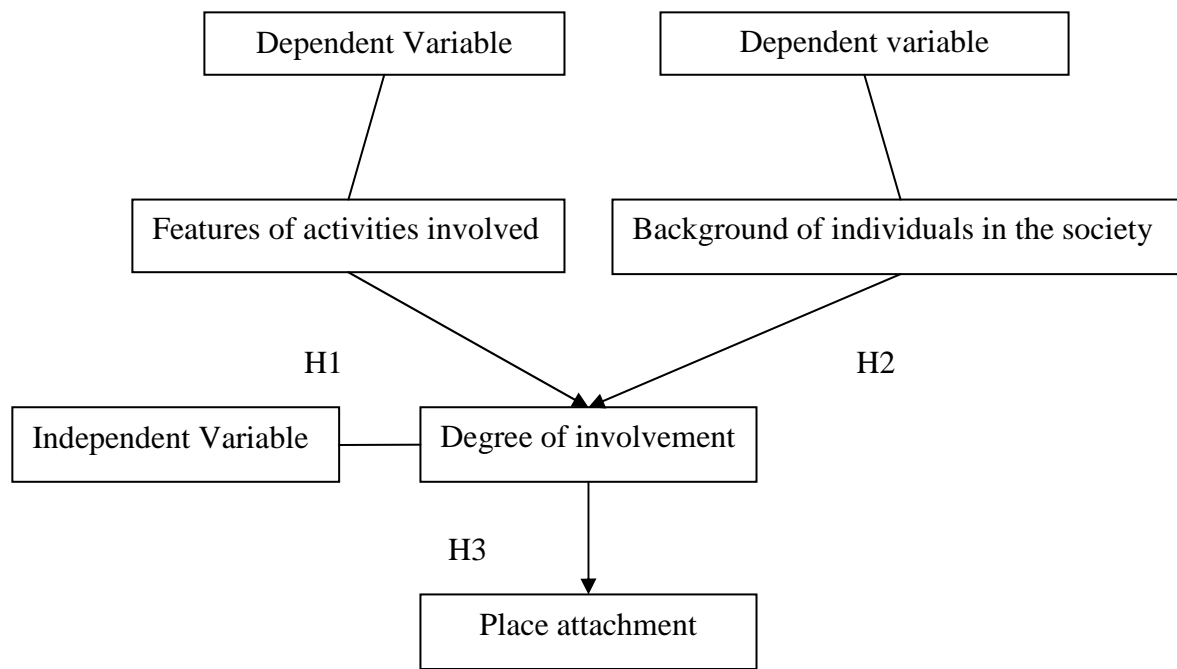 Dependent Variable
Dependent variable
Features of activities involved
Background of individuals in the society
H1
H2
Independent Variable
Degree of involvement
H3
Place attachment